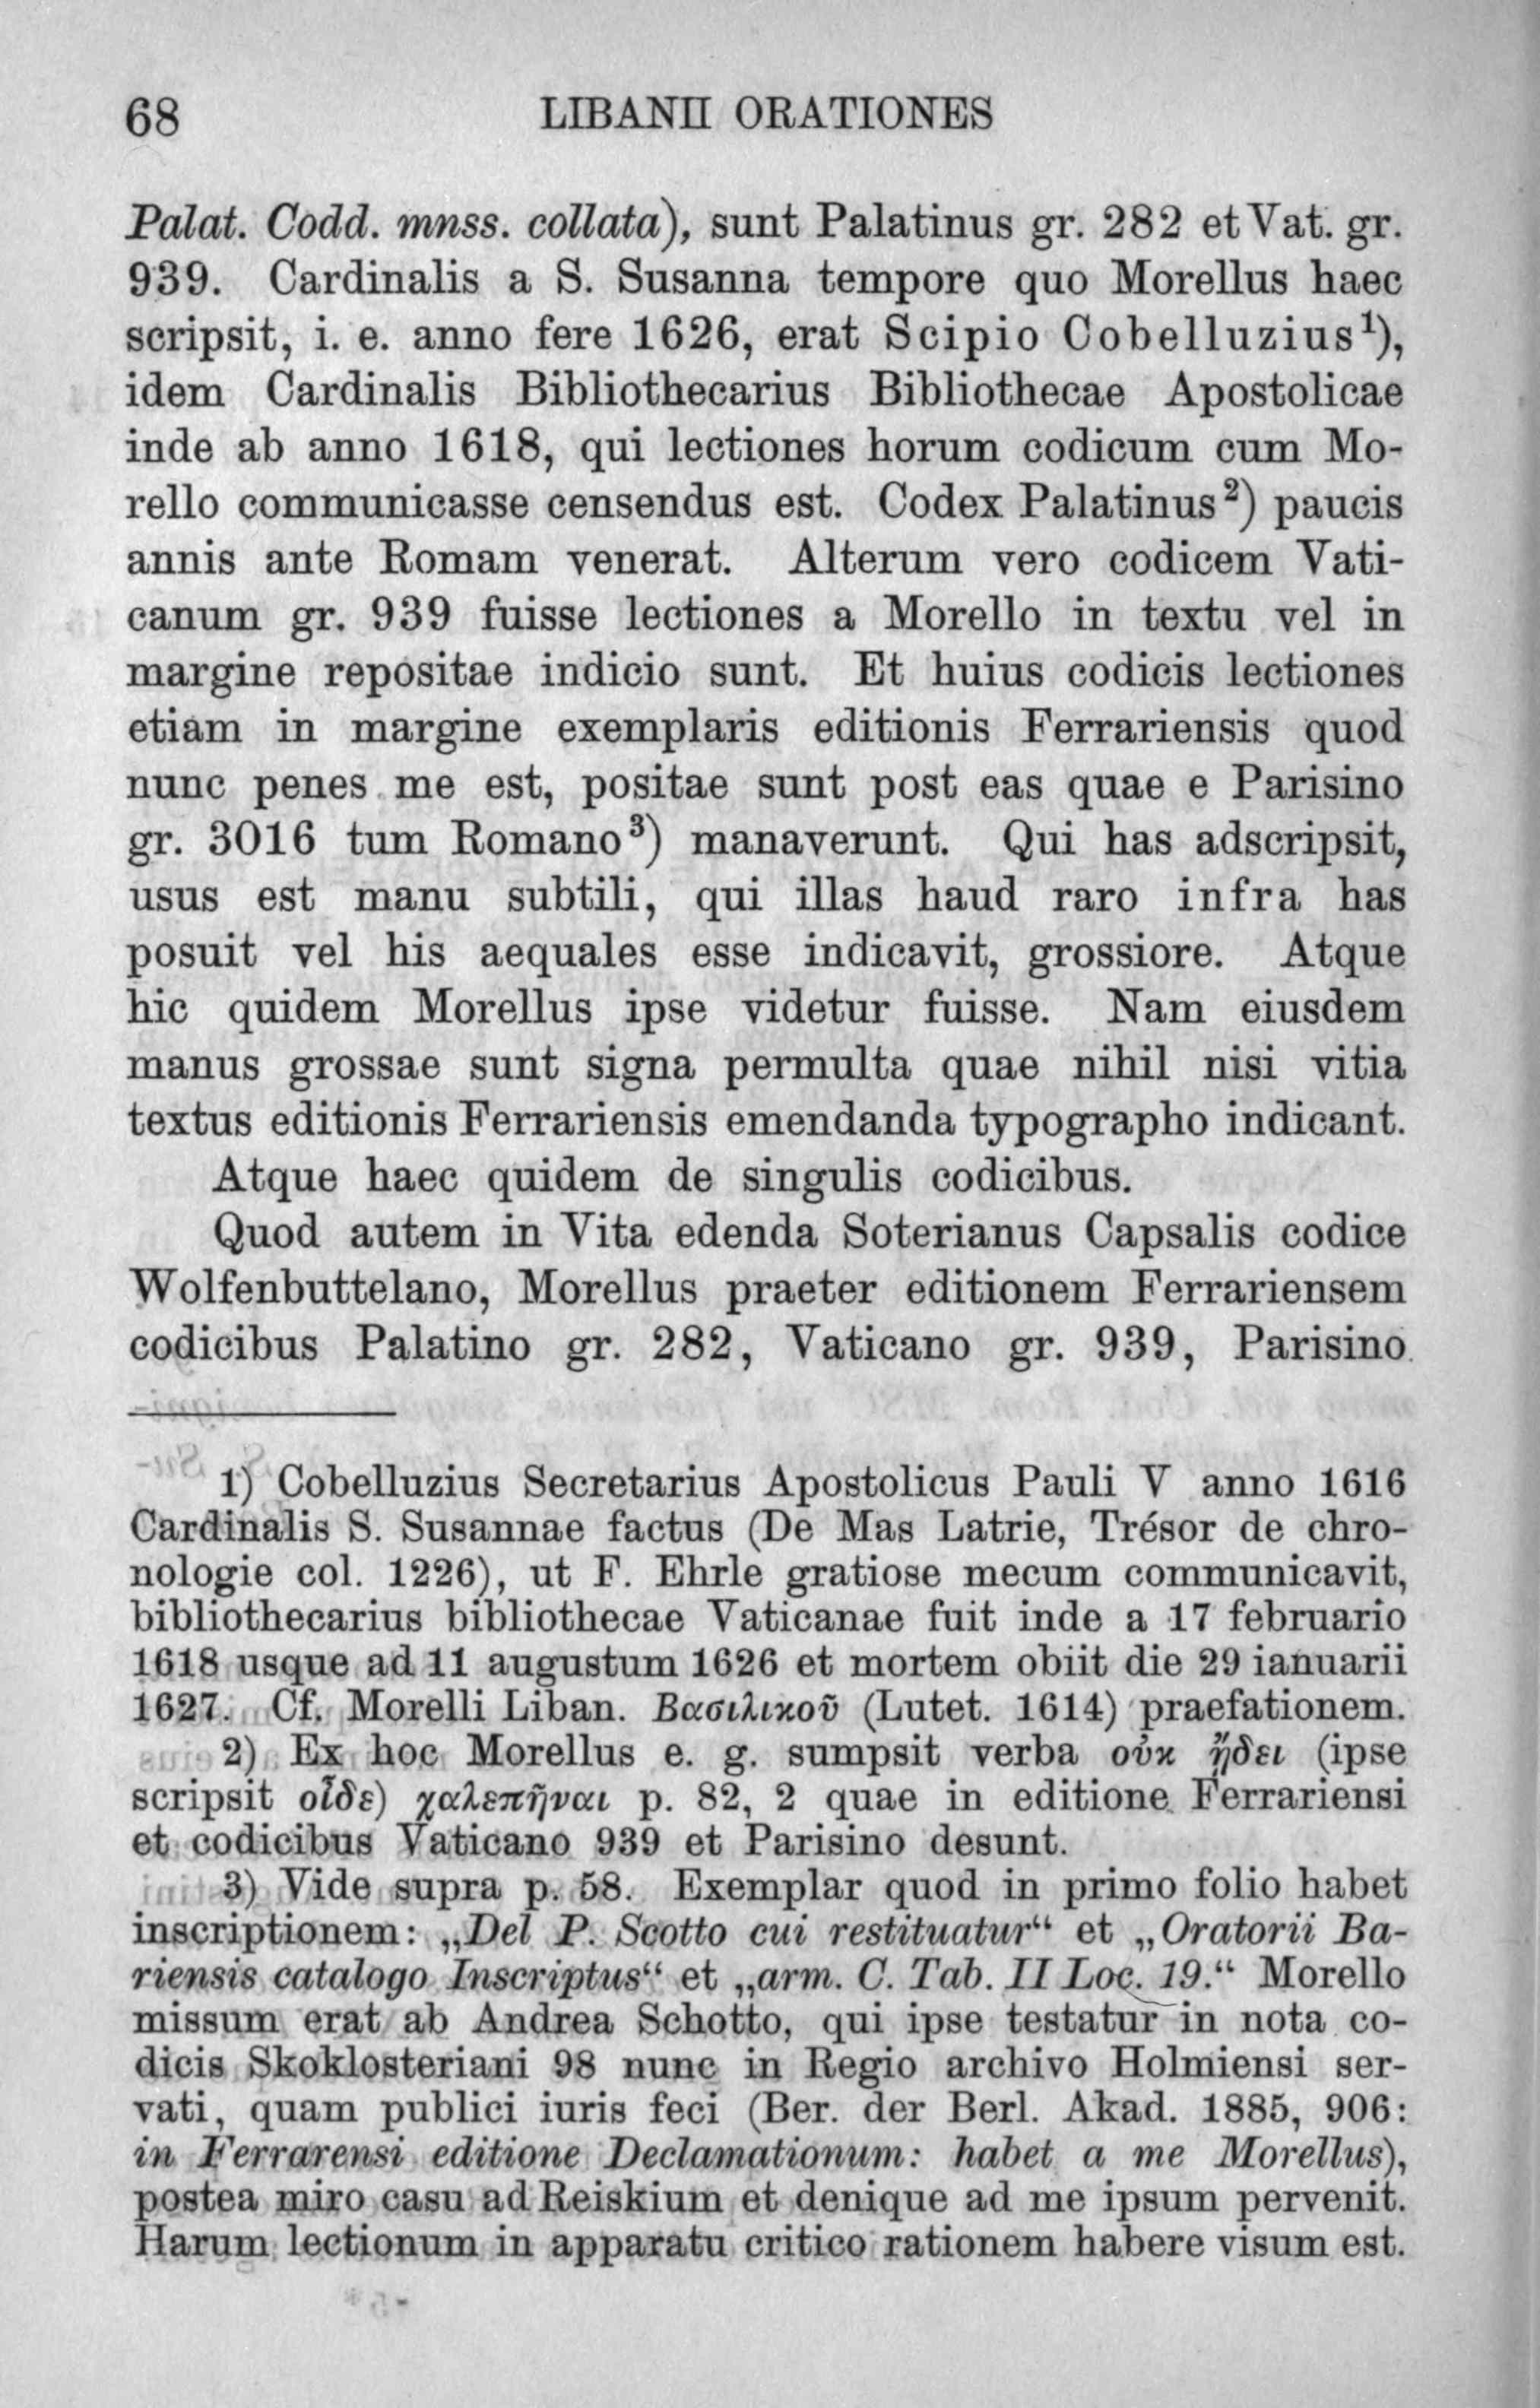 68 LIBANII ORATIONES
Palat. Codd. mnss. collata), sunt Palatinus gr. 282 et Vat. gr.
939. Cardinalis a S. Susanna tempore quo Morellus haec
scripsit, i. e. anno fere 1626, erat Scipio Cobelluzius¹),
idem Cardinalis Bibliothecarius Bibliothecae Apostolicae
inde ab anno 1618, qui lectiones horum codicum cum Mo-
rello communicasse censendus est. Codex Palatinus²) paucis
annis ante Romam venerat. Alterum vero codicem Vati-
canum gr. 939 fuisse lectiones a Morello in textu vel in
margine repositae indicio sunt. Et huius codicis lectiones
etiam in margine exemplaris editionis Ferrariensis quod
nunc penes me est, positae sunt post eas quae e Parisino
gr. 3016 tum Romano³) manaverunt. Qui has adscripsit,
usus est manu subtili, qui illas haud raro infra has
posuit vel his aequales esse indicavit, grossiore. Atque
hic quidem Morellus ipse videtur fuisse. Nam eiusdem
manus grossae sunt signa permulta quae nihil nisi vitia
textus editionis Ferrariensis emendanda typographo indicant.
Atque haec quidem de singulis codicibus.
Quod autem in Vita edenda Soterianus Capsalis codice
Wolfenbuttelano, Morellus praeter editionem Ferrariensem
codicibus Palatino gr. 282, Vaticano gr. 939, Parisino
1) Cobelluzius Secretarius Apostolicus Pauli V anno 1616
Cardinalis S. Susannae factus (De Mas Latrie, Trésor de chro-
nologie col. 1226), ut F. Ehrle gratiose mecum communicavit,
bibliothecarius bibliothecae Vaticanae fuit inde a 17 februario
1618 usque ad 11 augustum 1626 et mortem obiit die 29 ianuarii
1627. Cf. Morelli Liban. Βασιλικοῦ (Lutet. 1614) praefationem.
2) Ex hoc Morellus e. g. sumpsit verba οὐκ ᾔδει (ipse
scripsit οἶδε) χαλεπῆναι p. 82, 2 quae in editione Ferrariensi
et codicibus Vaticano 939 et Parisino desunt.
3) Vide supra p. 58. Exemplar quod in primo folio habet
inscriptionem: „Del P. Scotto cui restituatur“ et „Oratorii Ba-
riensis catalogo Inscriptus“ et „arm. C. Tab. II Loc. 19.“ Morello
missum erat ab Andrea Schotto, qui ipse testatur in nota co-
dicis Skoklosteriani 98 nunc in Regio archivo Holmiensi ser-
vati, quam publici iuris feci (Ber. der Berl. Akad. 1885, 906:
in Ferrarensi editione Declamationum: habet a me Morellus),
postea miro casu ad Reiskium et denique ad me ipsum pervenit.
Harum lectionum in apparatu critico rationem habere visum est.